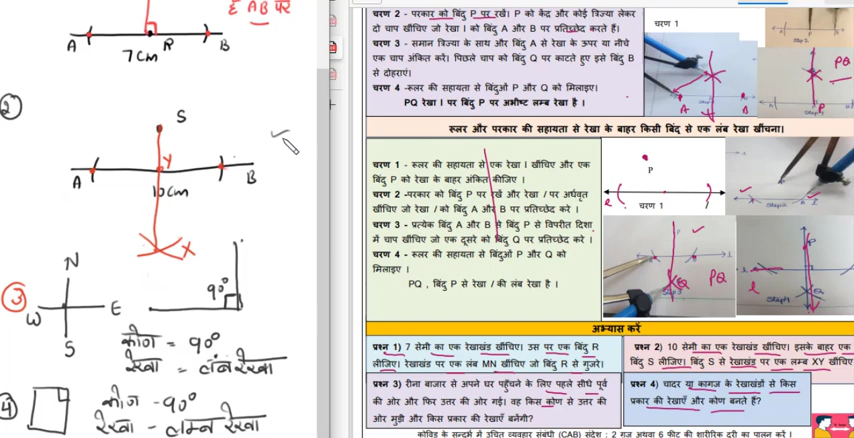 AB पर
A R B
7cm
2
S
A Y B
10cm
X
3
N
W E
S
90°
कोण = 90°
रेखा = लंब रेखा
4
कोण - 90°
रेखा - लम्ब रेखा
चरण 2 - परकार को बिंदु P पर रखें। P को केंद्र और कोई त्रिज्या लेकर
दो चाप खींचिए जो रेखा l को बिंदु A और B पर प्रतिच्छेद करते हैं।
चरण 3 - समान त्रिज्या के साथ और बिंदु A से रेखा के ऊपर या नीचे
एक चाप अंकित करें। पिछले चाप को बिंदु Q पर काटते हुए इसे बिंदु B
से दोहराएं।
चरण 4 -रूलर की सहायता से बिंदुओं P और Q को मिलाइए।
PQ रेखा l पर बिंदु P पर अभीष्ट लम्ब रेखा है ।
चरण 1
A B
PQ
P
रूलर और परकार की सहायता से रेखा के बाहर किसी बिंदु से एक लंब रेखा खींचना।
चरण 1 - रूलर की सहायता से एक रेखा l खींचिए और एक
बिंदु P को रेखा के बाहर अंकित कीजिए ।
चरण 2 -परकार को बिंदु P पर रखें और रेखा l पर अर्धवृत
खींचिए जो रेखा l को बिंदु A और B पर प्रतिच्छेद करे ।
चरण 3 - प्रत्येक बिंदु A और B से बिंदु P से विपरीत दिशा
में चाप खींचिए जो एक दूसरे को बिंदु Q पर प्रतिच्छेद करे ।
चरण 4 - रूलर की सहायता से बिंदुओं P और Q को
मिलाइए ।
PQ , बिंदु P से रेखा l की लंब रेखा है ।
P
l
चरण 1
Q PQ
l
P
Q
अभ्यास करें
प्रश्न 1) 7 सेमी का एक रेखाखंड खींचिए। उस पर एक बिंदु R
लीजिए। रेखाखंड पर एक लंब MN खींचिए जो बिंदु R से गुजरे।
प्रश्न 2) 10 सेमी का एक रेखाखंड खींचिए। इसके बाहर एक
बिंदु S लीजिए। बिंदु S से रेखाखंड पर एक लम्ब XY खींचिए
प्रश्न 3) रीना बाजार से अपने घर पहुँचने के लिए पहले सीधे पूर्व
की ओर और फिर उत्तर की ओर गई। वह किस कोण से उत्तर की
ओर मुड़ी और किस प्रकार की रेखाएँ बनेंगी?
प्रश्न 4) चादर या कागज के रेखाखंडों से किस
प्रकार की रेखाएँ और कोण बनते हैं?
कोविड के सन्दर्भ में उचित व्यवहार संबंधी (CAB) संदेश : 2 गज अथवा 6 फीट की शारीरिक दूरी का पालन करें ।